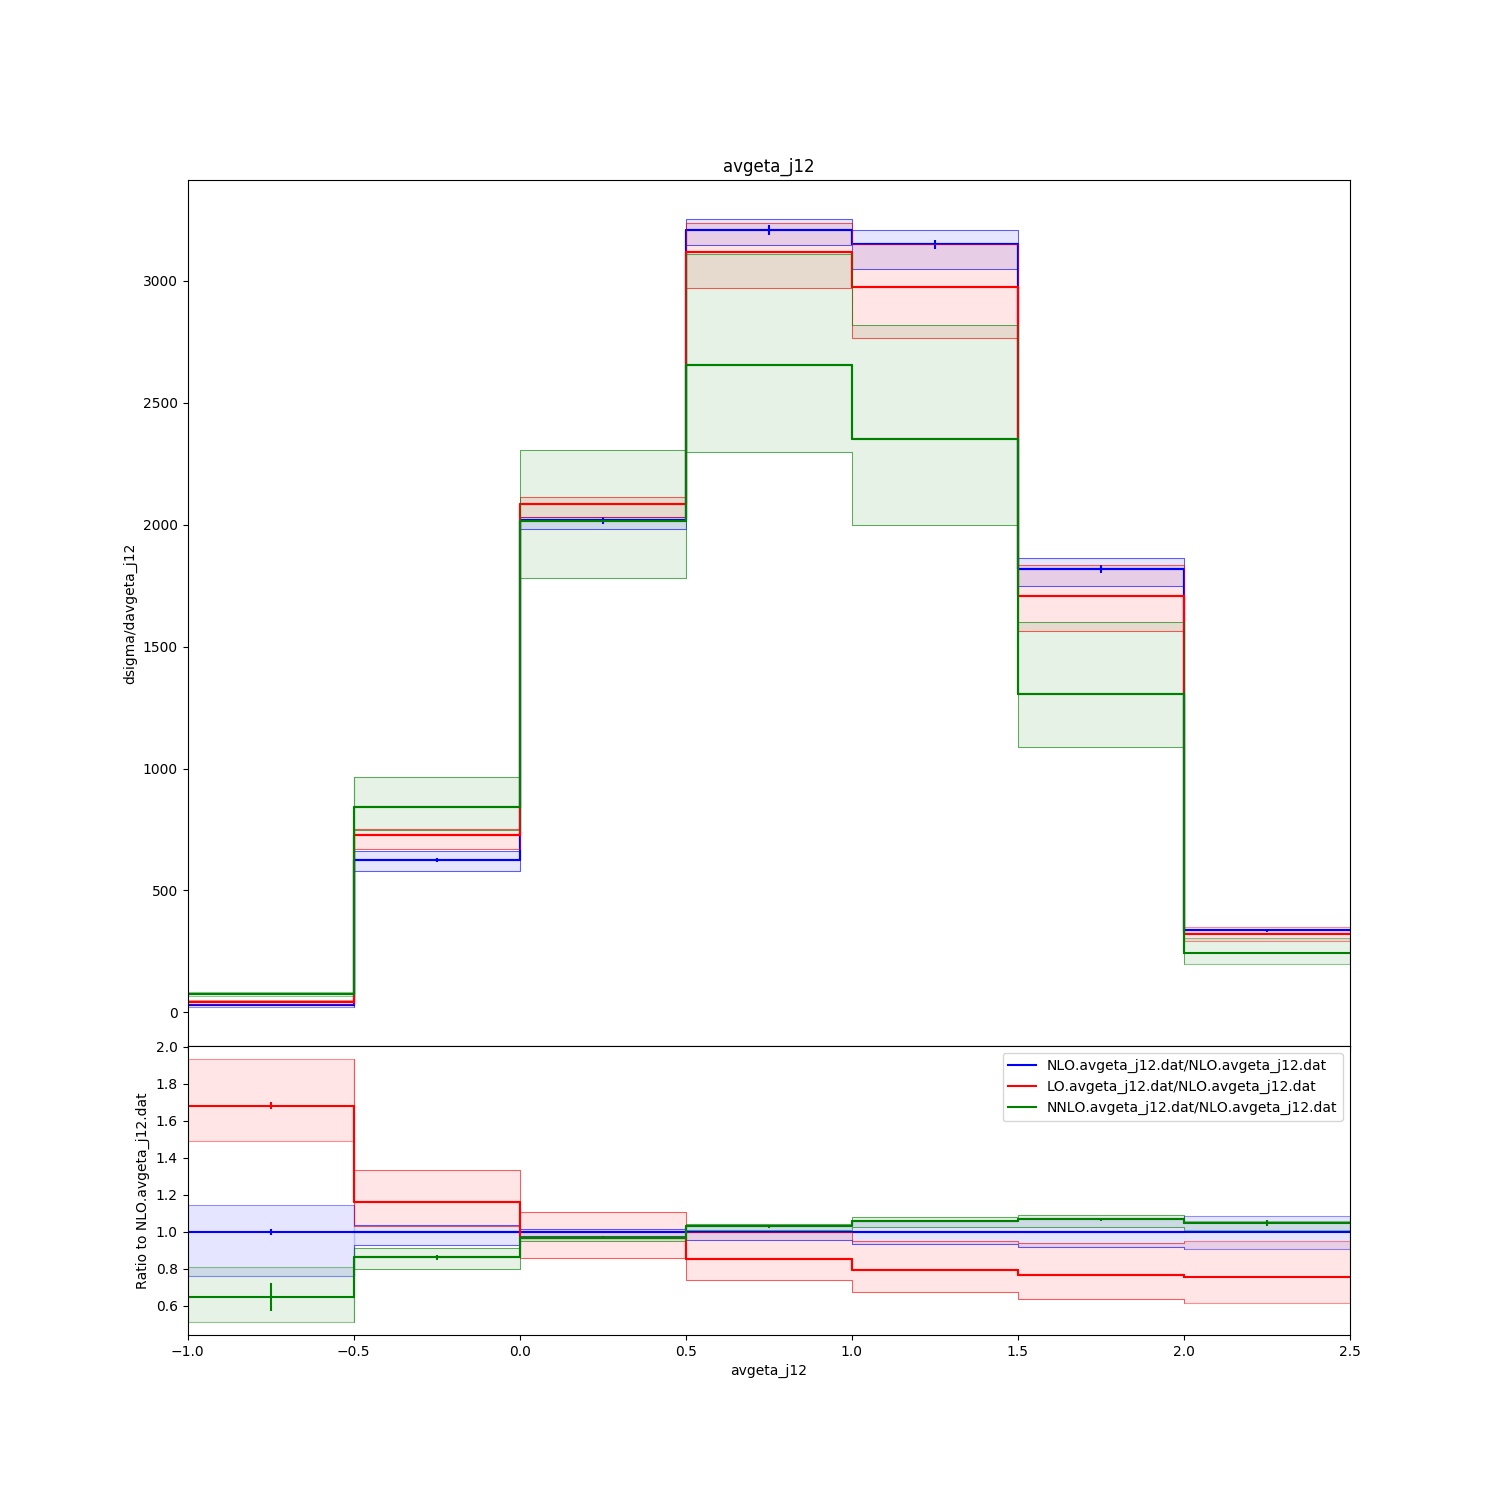 avgeta_j12
dsigma/davgeta_j12
3000
2500
2000
1500
1000
500
0
Ratio to NLO.avgeta_j12.dat
2.0
1.8
1.6
1.4
1.2
1.0
0.8
0.6
NLO.avgeta_j12.dat/NLO.avgeta_j12.dat
LO.avgeta_j12.dat/NLO.avgeta_j12.dat
NNLO.avgeta_j12.dat/NLO.avgeta_j12.dat
−1.0 −0.5 0.0 0.5 1.0 1.5 2.0 2.5
avgeta_j12